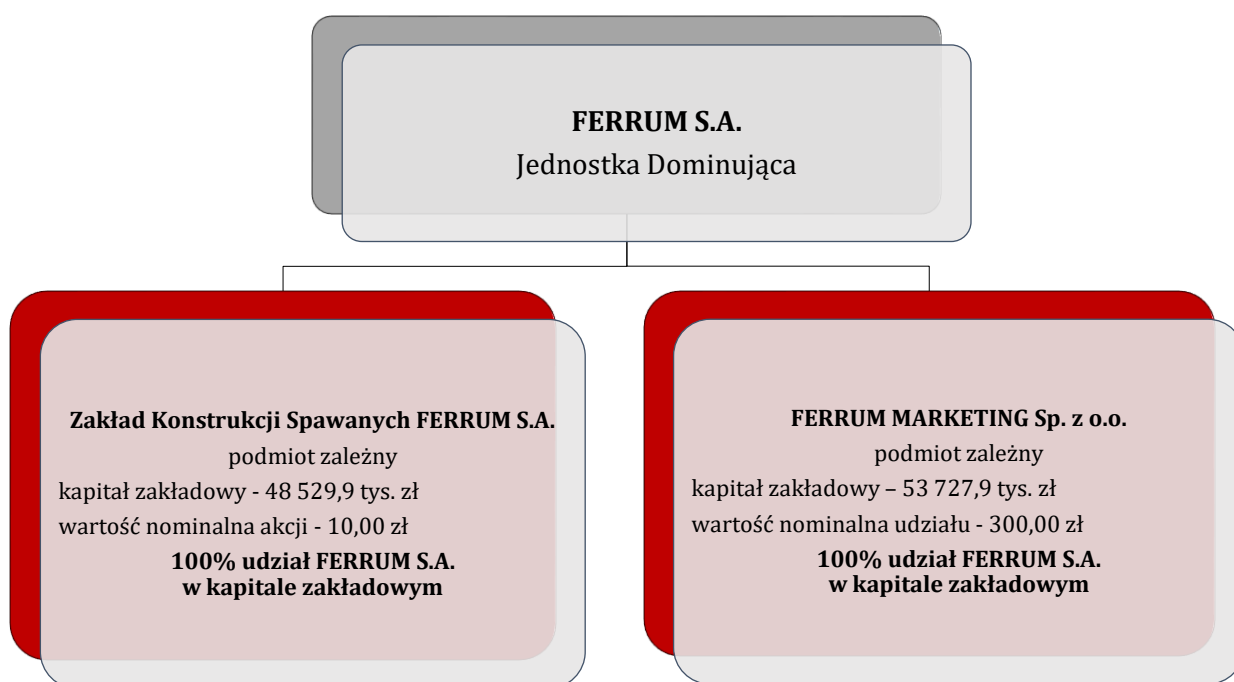 FERRUM S.A.
Jednostka Dominująca
Zakład Konstrukcji Spawanych FERRUM S.A.
podmiot zależny
kapitał zakładowy - 48 529,9 tys. zł
wartość nominalna akcji - 10,00 zł
100% udział FERRUM S.A.
w kapitale zakładowym
FERRUM MARKETING Sp. z o.o.
podmiot zależny
kapitał zakładowy – 53 727,9 tys. zł
wartość nominalna udziału - 300,00 zł
100% udział FERRUM S.A.
w kapitale zakładowym